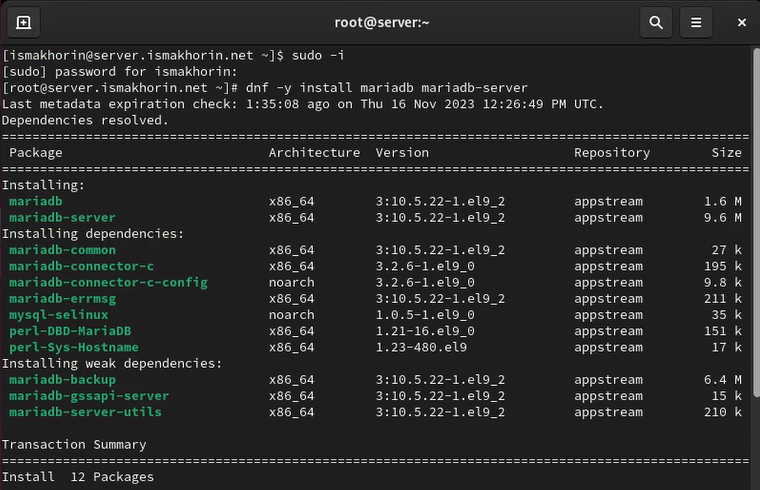 root@server:~
[ismakhorin@server.ismakhorin.net ~]$ sudo -i
[sudo] password for ismakhorin:
[root@server.ismakhorin.net ~]# dnf -y install mariadb mariadb-server
Last metadata expiration check: 1:35:08 ago on Thu 16 Nov 2023 12:26:49 PM UTC.
Dependencies resolved.
================================================================================
Package Architecture Version Repository Size
================================================================================
Installing:
mariadb x86_64 3:10.5.22-1.el9_2 appstream 1.6 M
mariadb-server x86_64 3:10.5.22-1.el9_2 appstream 9.6 M
Installing dependencies:
mariadb-common x86_64 3:10.5.22-1.el9_2 appstream 27 k
mariadb-connector-c x86_64 3.2.6-1.el9_0 appstream 195 k
mariadb-connector-c-config noarch 3.2.6-1.el9_0 appstream 9.8 k
mariadb-errmsg x86_64 3:10.5.22-1.el9_2 appstream 211 k
mysql-selinux noarch 1.0.5-1.el9_0 appstream 35 k
perl-DBD-MariaDB x86_64 1.21-16.el9_0 appstream 151 k
perl-Sys-Hostname x86_64 1.23-480.el9 appstream 17 k
Installing weak dependencies:
mariadb-backup x86_64 3:10.5.22-1.el9_2 appstream 6.4 M
mariadb-gssapi-server x86_64 3:10.5.22-1.el9_2 appstream 15 k
mariadb-server-utils x86_64 3:10.5.22-1.el9_2 appstream 210 k
Transaction Summary
================================================================================
Install 12 Packages